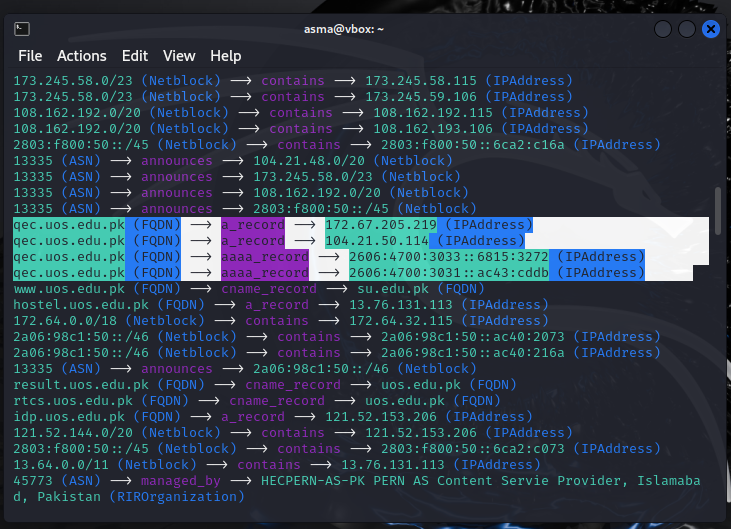 asma@vbox: ~
File Actions Edit View Help
173.245.58.0/23 (Netblock) ⟶ contains ⟶ 173.245.58.115 (IPAddress)
173.245.58.0/23 (Netblock) ⟶ contains ⟶ 173.245.59.106 (IPAddress)
108.162.192.0/20 (Netblock) ⟶ contains ⟶ 108.162.192.115 (IPAddress)
108.162.192.0/20 (Netblock) ⟶ contains ⟶ 108.162.193.106 (IPAddress)
2803:f800:50::/45 (Netblock) ⟶ contains ⟶ 2803:f800:50::6ca2:c16a (IPAddress)
13335 (ASN) ⟶ announces ⟶ 104.21.48.0/20 (Netblock)
13335 (ASN) ⟶ announces ⟶ 173.245.58.0/23 (Netblock)
13335 (ASN) ⟶ announces ⟶ 108.162.192.0/20 (Netblock)
13335 (ASN) ⟶ announces ⟶ 2803:f800:50::/45 (Netblock)
qec.uos.edu.pk (FQDN) ⟶ a_record ⟶ 172.67.205.219 (IPAddress)
qec.uos.edu.pk (FQDN) ⟶ a_record ⟶ 104.21.50.114 (IPAddress)
qec.uos.edu.pk (FQDN) ⟶ aaaa_record ⟶ 2606:4700:3033::6815:3272 (IPAddress)
qec.uos.edu.pk (FQDN) ⟶ aaaa_record ⟶ 2606:4700:3031::ac43:cddb (IPAddress)
www.uos.edu.pk (FQDN) ⟶ cname_record ⟶ su.edu.pk (FQDN)
hostel.uos.edu.pk (FQDN) ⟶ a_record ⟶ 13.76.131.113 (IPAddress)
172.64.0.0/18 (Netblock) ⟶ contains ⟶ 172.64.32.115 (IPAddress)
2a06:98c1:50::/46 (Netblock) ⟶ contains ⟶ 2a06:98c1:50::ac40:2073 (IPAddress)
2a06:98c1:50::/46 (Netblock) ⟶ contains ⟶ 2a06:98c1:50::ac40:216a (IPAddress)
13335 (ASN) ⟶ announces ⟶ 2a06:98c1:50::/46 (Netblock)
result.uos.edu.pk (FQDN) ⟶ cname_record ⟶ uos.edu.pk (FQDN)
rtcs.uos.edu.pk (FQDN) ⟶ cname_record ⟶ uos.edu.pk (FQDN)
idp.uos.edu.pk (FQDN) ⟶ a_record ⟶ 121.52.153.206 (IPAddress)
121.52.144.0/20 (Netblock) ⟶ contains ⟶ 121.52.153.206 (IPAddress)
2803:f800:50::/45 (Netblock) ⟶ contains ⟶ 2803:f800:50::6ca2:c073 (IPAddress)
13.64.0.0/11 (Netblock) ⟶ contains ⟶ 13.76.131.113 (IPAddress)
45773 (ASN) ⟶ managed_by ⟶ HECPERN-AS-PK PERN AS Content Servie Provider, Islamaba
d, Pakistan (RIROrganization)